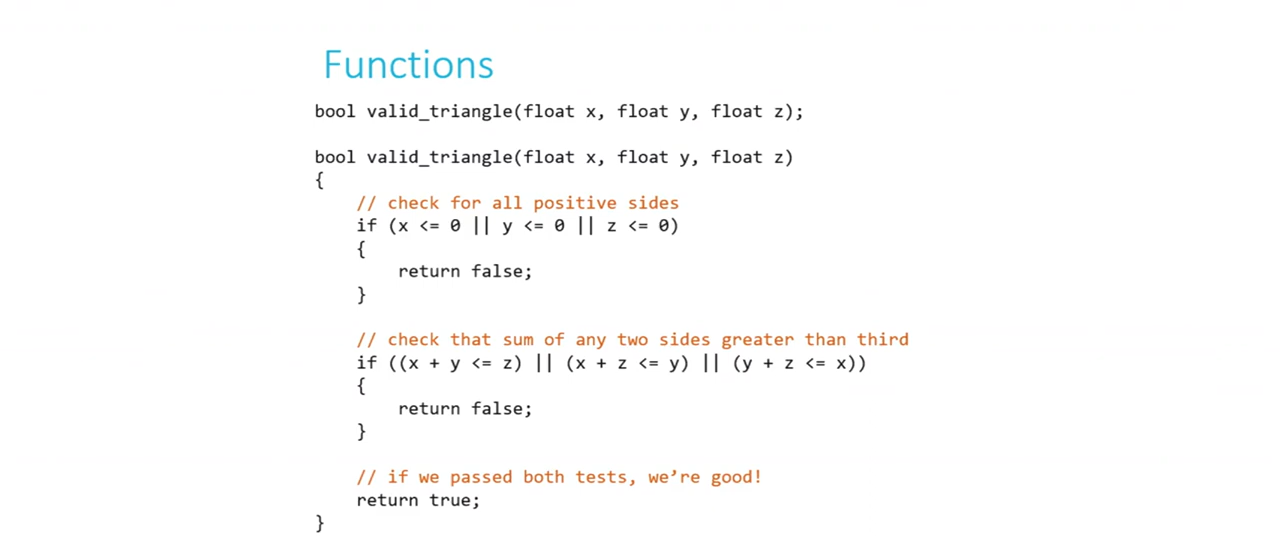 Functions
bool valid_triangle(float x, float y, float z);
bool valid_triangle(float x, float y, float z)
{
    // check for all positive sides
    if (x <= 0 || y <= 0 || z <= 0)
    {
        return false;
    }
    // check that sum of any two sides greater than third
    if ((x + y <= z) || (x + z <= y) || (y + z <= x))
    {
        return false;
    }
    // if we passed both tests, we’re good!
    return true;
}